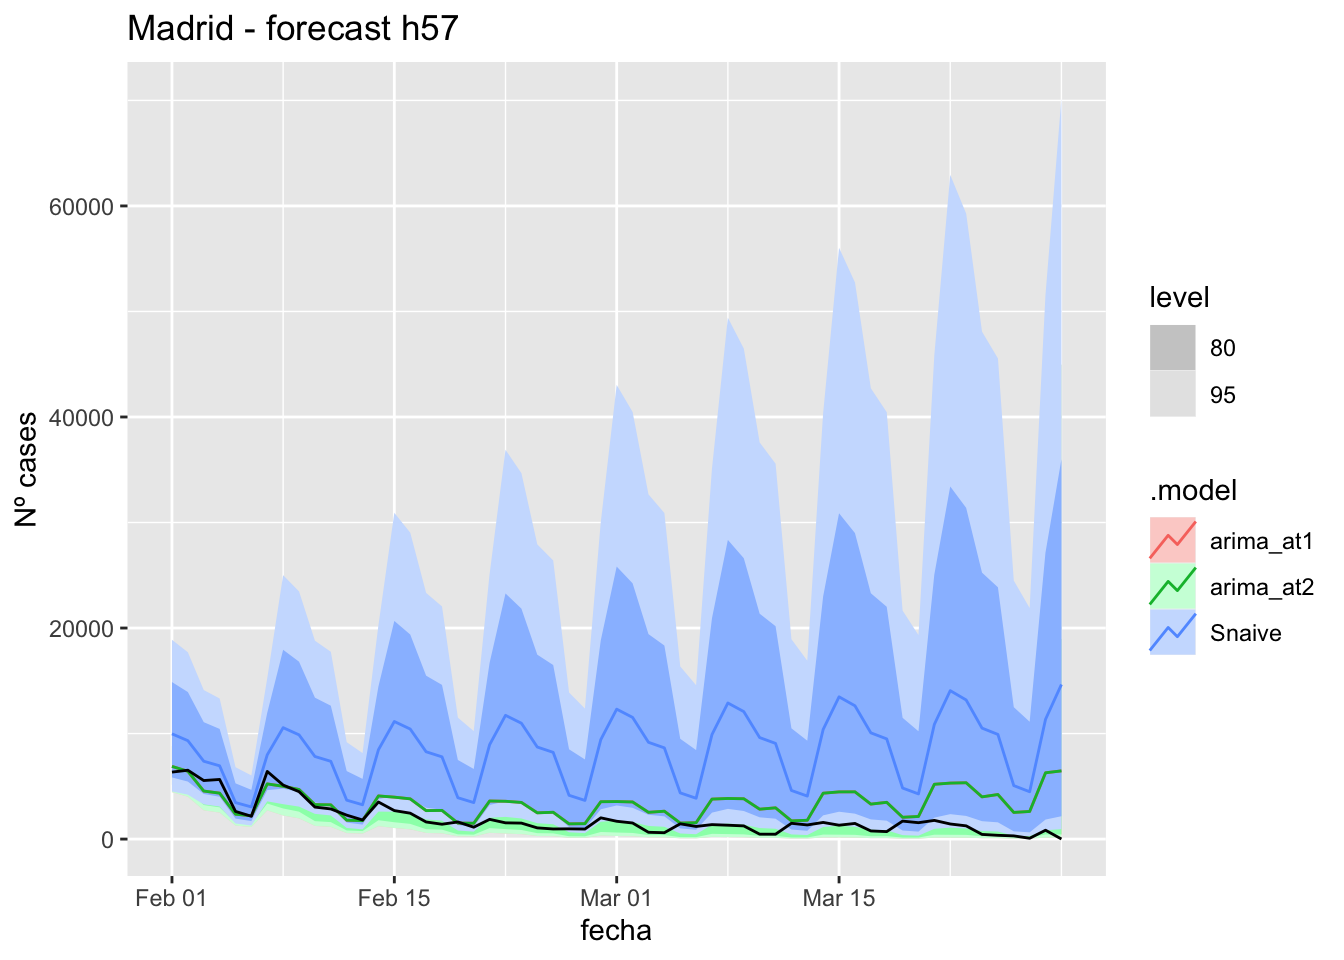 Madrid - forecast h57
Nº cases
60000
40000
20000
0
Feb 01
Feb 15
Mar 01
Mar 15
fecha
level
80
95
.model
arima_at1
arima_at2
Snaive